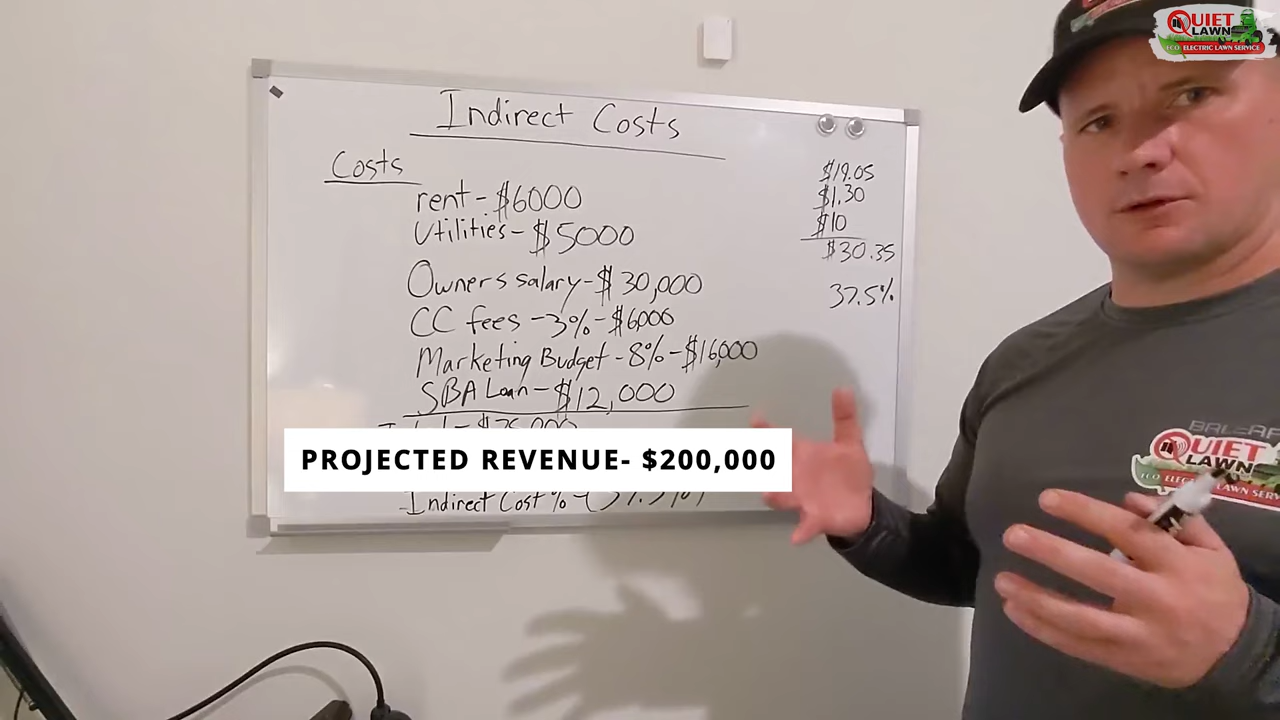 Indirect Costs
Costs
rent - $6000
Utilities - $5000
Owners salary - $30,000
CC fees - 3% - $6000
Marketing Budget - 8% - $16,000
SBA Loan - $12,000
Indirect Cost %
$19.05
$1.30
$10
$30.35
37.5%
PROJECTED REVENUE- $200,000
QUIET
LAWN
ECO ELECTRIC LAWN SERVICE
QUIET
LAWN